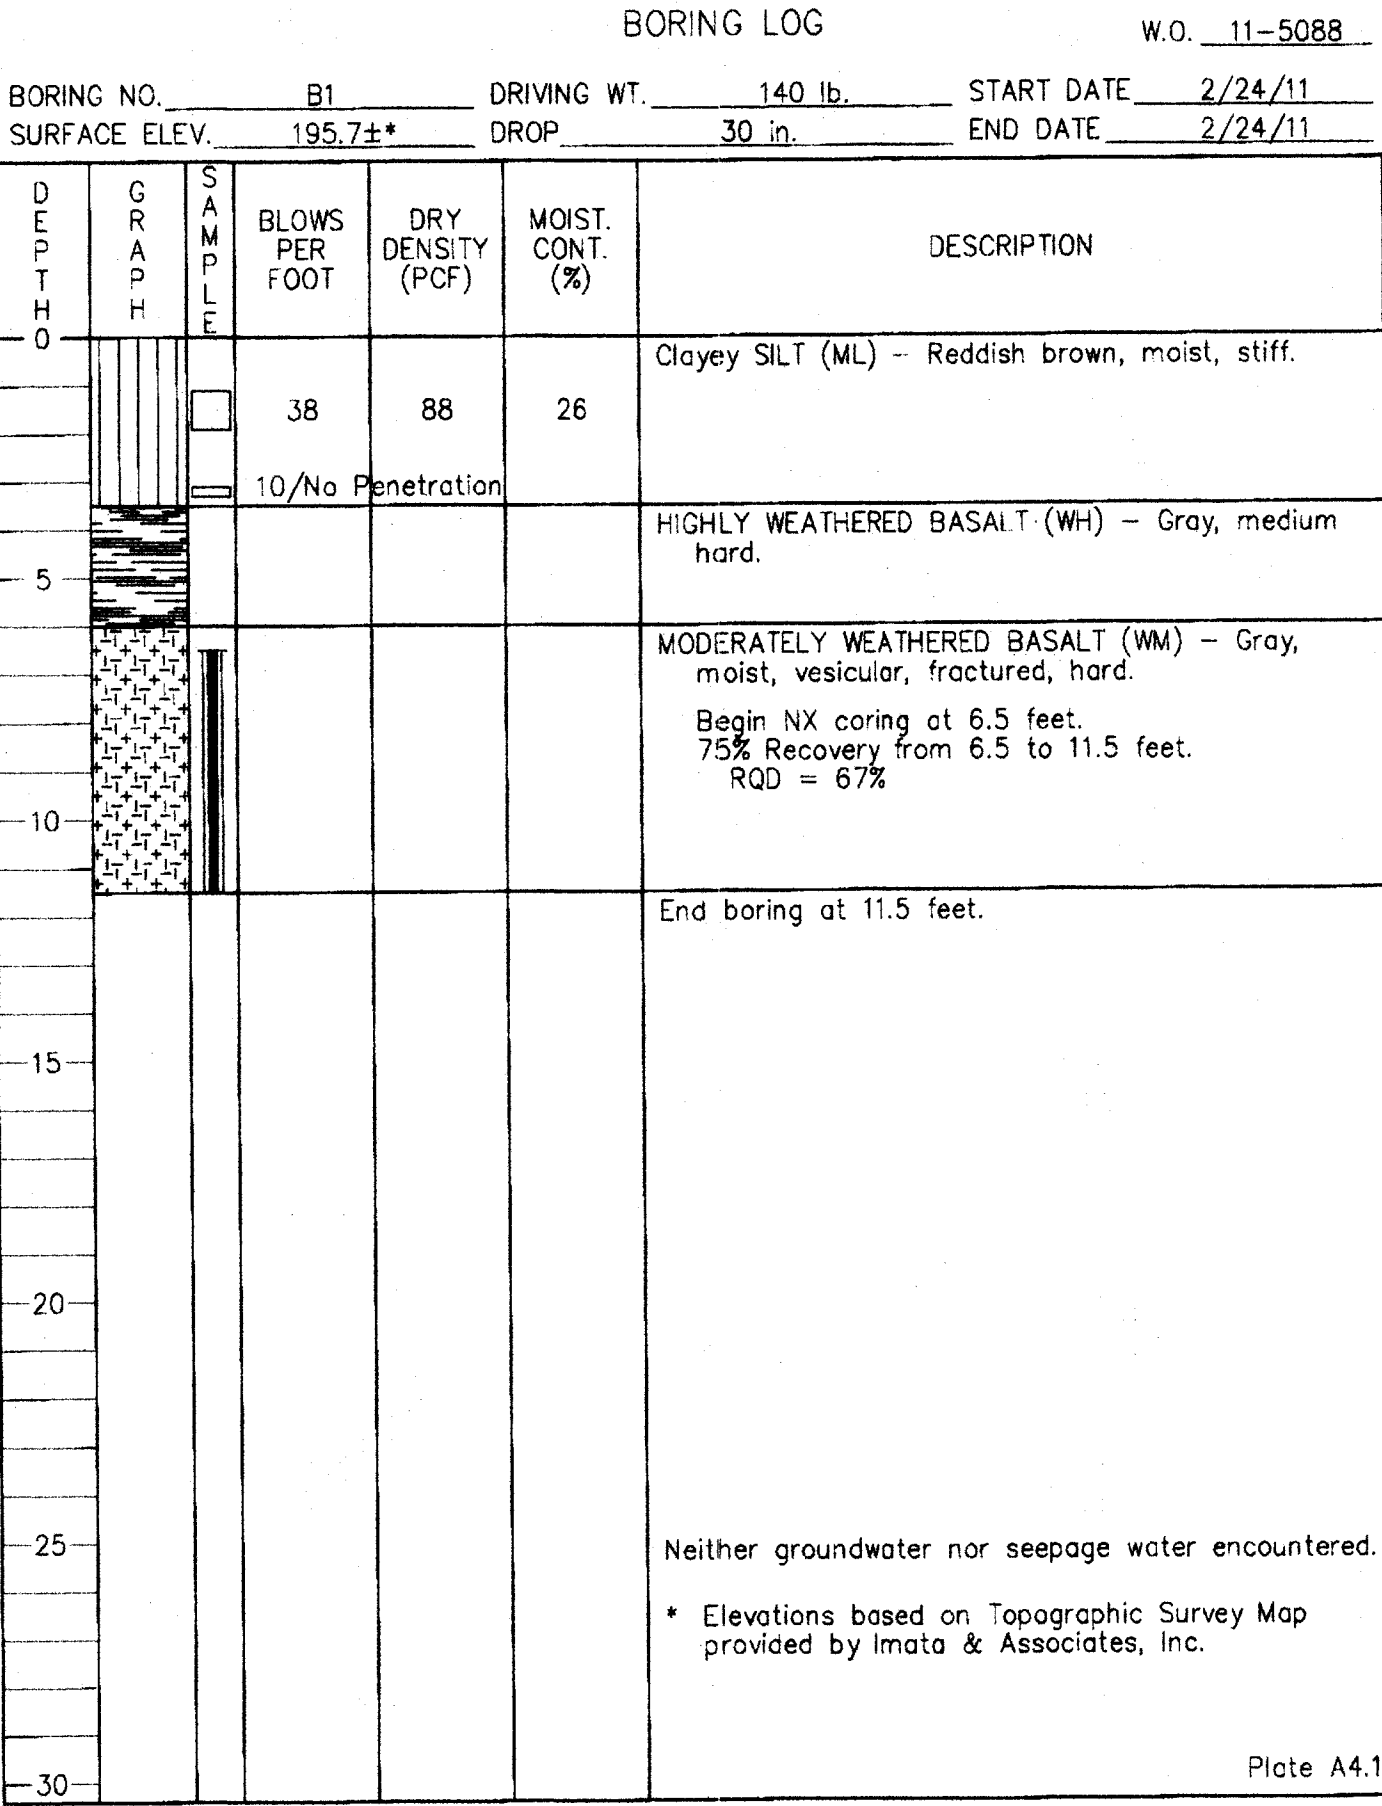 BORING LOG
W.O. 11-5088
BORING NO. B1 DRIVING WT. 140 lb. START DATE 2/24/11
SURFACE ELEV. 195.7±* DROP 30 in. END DATE 2/24/11
DEPTH
GRAPH
SAMPLE
BLOWS
PER
FOOT
DRY
DENSITY
(PCF)
MOIST.
CONT.
(%)
DESCRIPTION
0
Clayey SILT (ML) - Reddish brown, moist, stiff.
38 88 26
10/No Penetration
HIGHLY WEATHERED BASALT (WH) - Gray, medium
hard.
5
MODERATELY WEATHERED BASALT (WM) - Gray,
moist, vesicular, fractured, hard.
Begin NX coring at 6.5 feet.
75% Recovery from 6.5 to 11.5 feet.
RQD = 67%
10
End boring at 11.5 feet.
15
20
25
Neither groundwater nor seepage water encountered.
* Elevations based on Topographic Survey Map
provided by Imata & Associates, Inc.
30
Plate A4.1